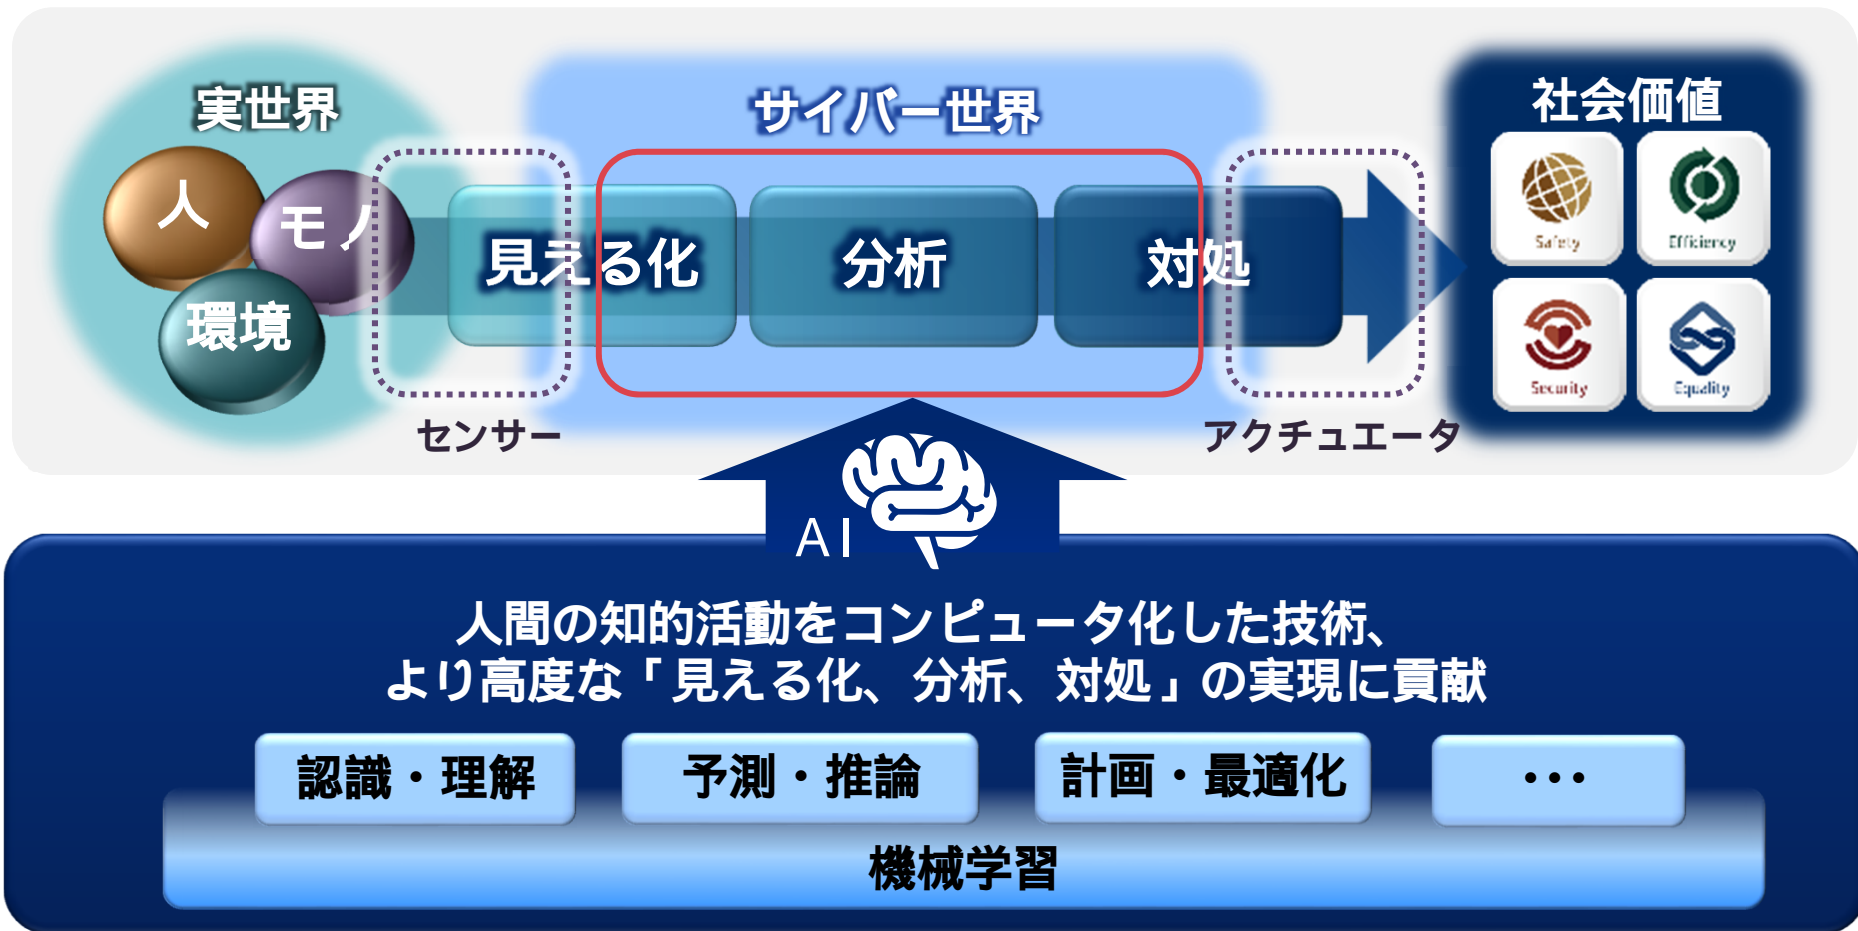 実世界
サイバー世界
社会価値
人
モノ
環境
見える化
分析
対処
Safety
Efficiency
Security
Equality
センサー
アクチュエータ
AI
人間の知的活動をコンピュータ化した技術、
より高度な「見える化、分析、対処」の実現に貢献
認識・理解
予測・推論
計画・最適化
・・・
機械学習